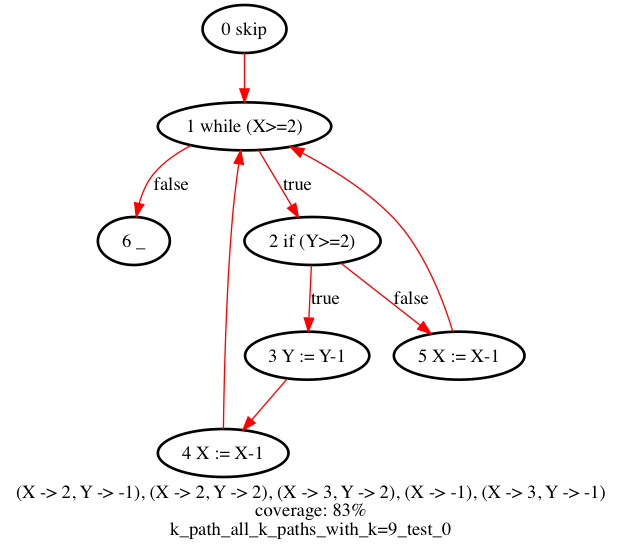 0 skip
1 while (X>=2)
false
true
6 _
2 if (Y>=2)
true
false
3 Y := Y-1
5 X := X-1
4 X := X-1
(X -> 2, Y -> -1), (X -> 2, Y -> 2), (X -> 3, Y -> 2), (X -> -1), (X -> 3, Y -> -1)
coverage: 83%
k_path_all_k_paths_with_k=9_test_0